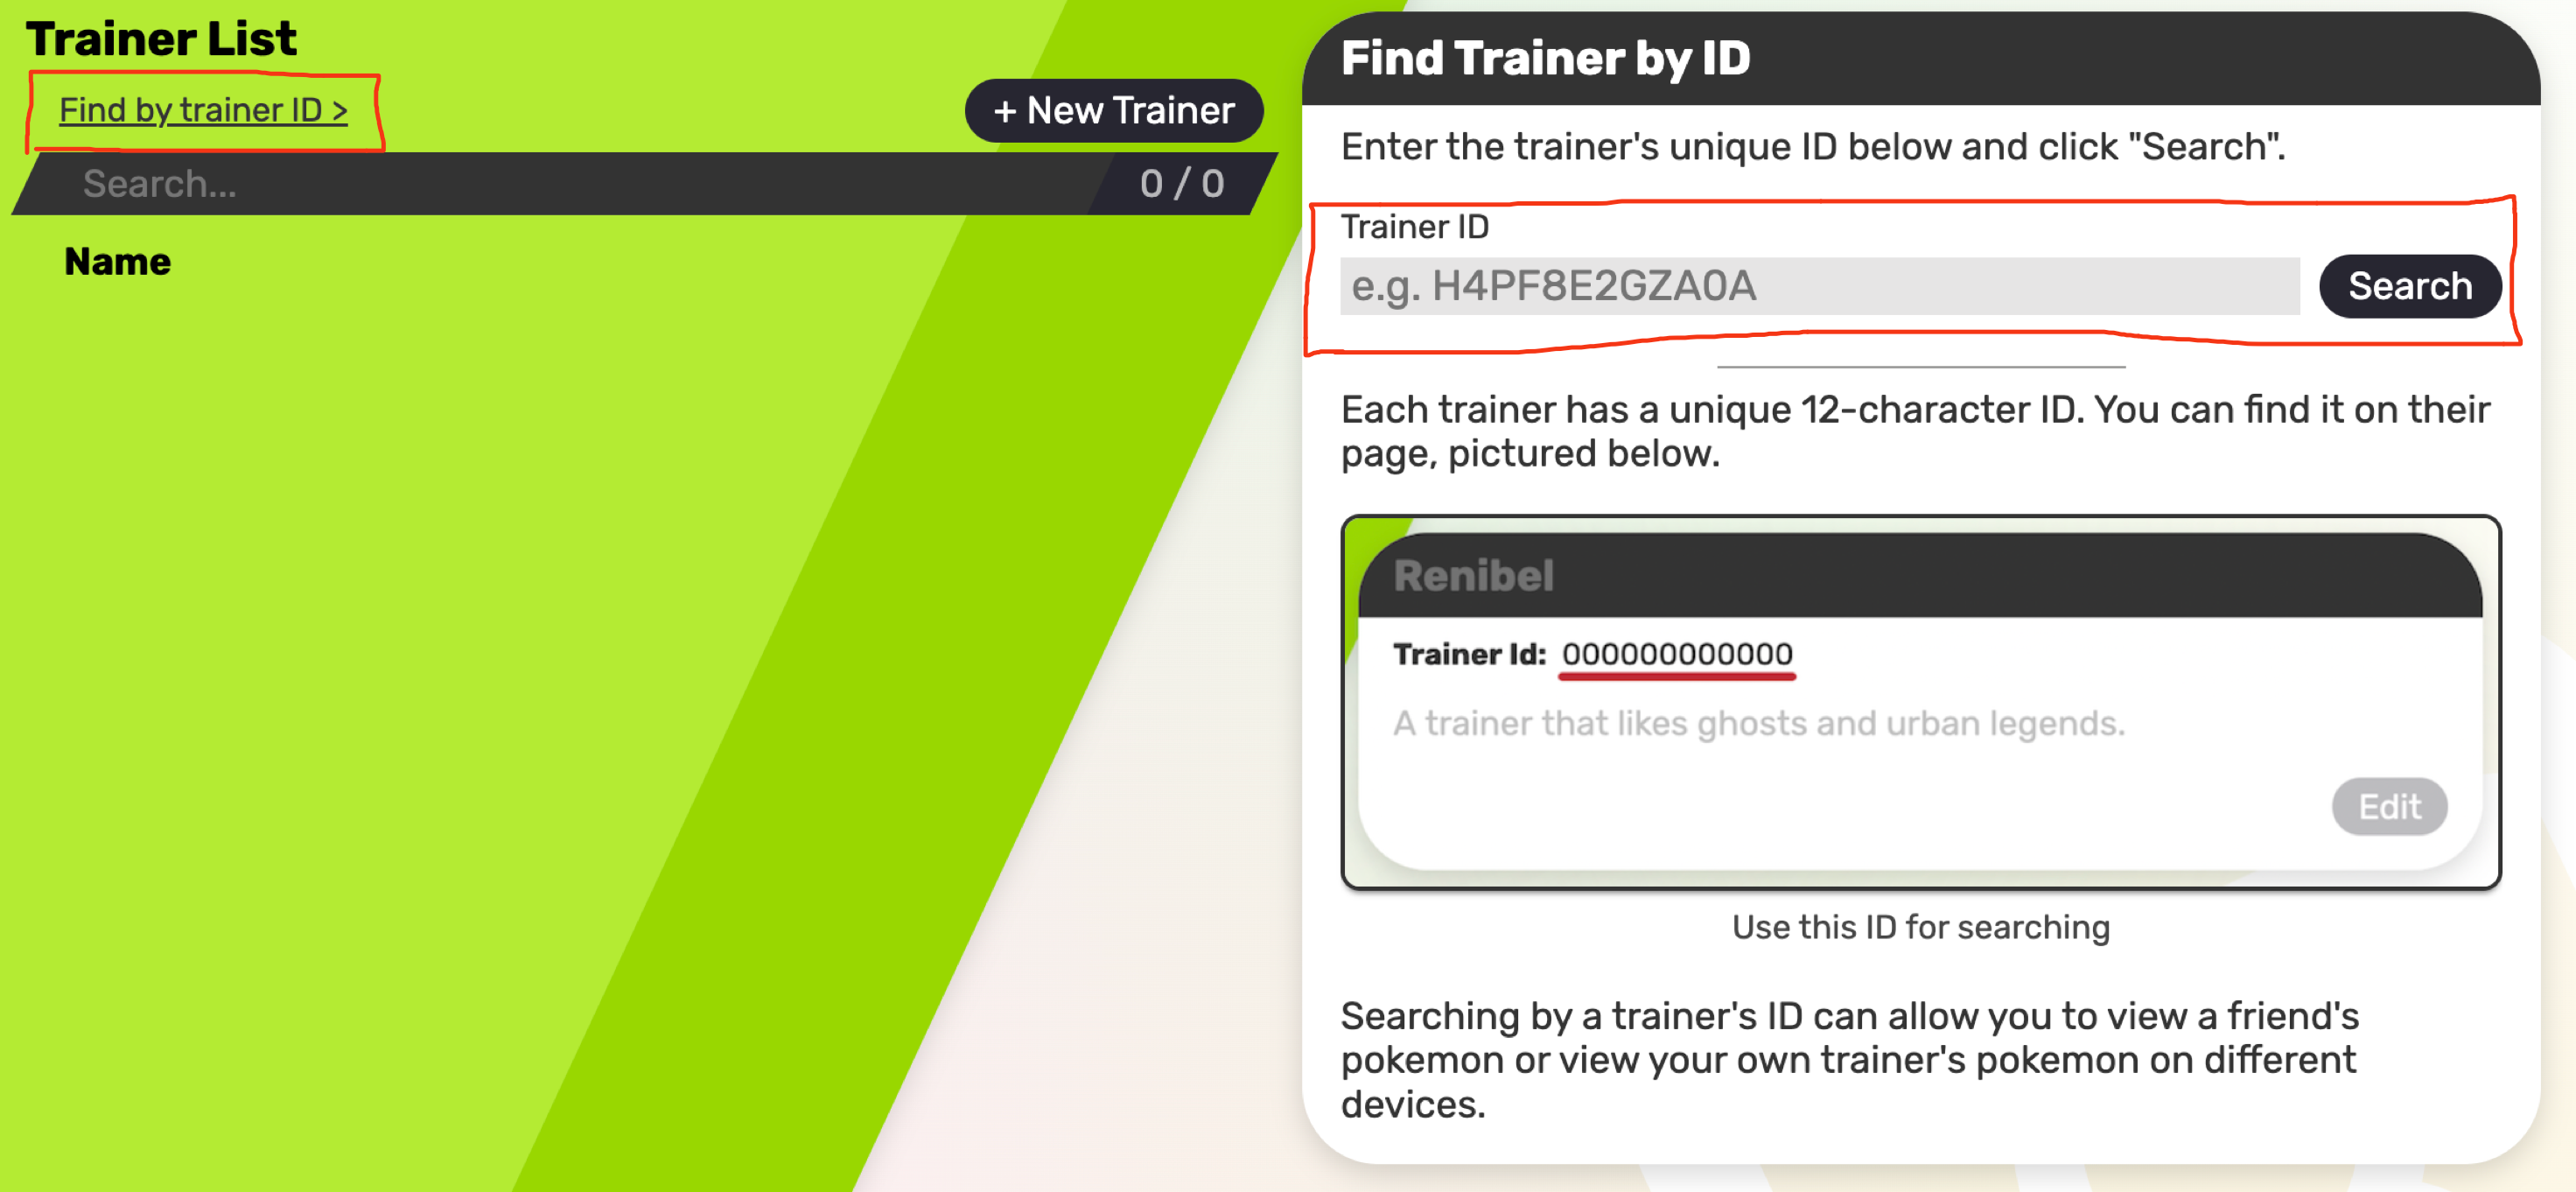 Trainer List
Find by trainer ID >
+ New Trainer
Search...
0 / 0
Name
Find Trainer by ID
Enter the trainer's unique ID below and click "Search".
Trainer ID
e.g. H4PF8E2GZA0A
Search
Each trainer has a unique 12-character ID. You can find it on their
page, pictured below.
Renibel
Trainer Id: 000000000000
A trainer that likes ghosts and urban legends.
Edit
Use this ID for searching
Searching by a trainer's ID can allow you to view a friend's
pokemon or view your own trainer's pokemon on different
devices.